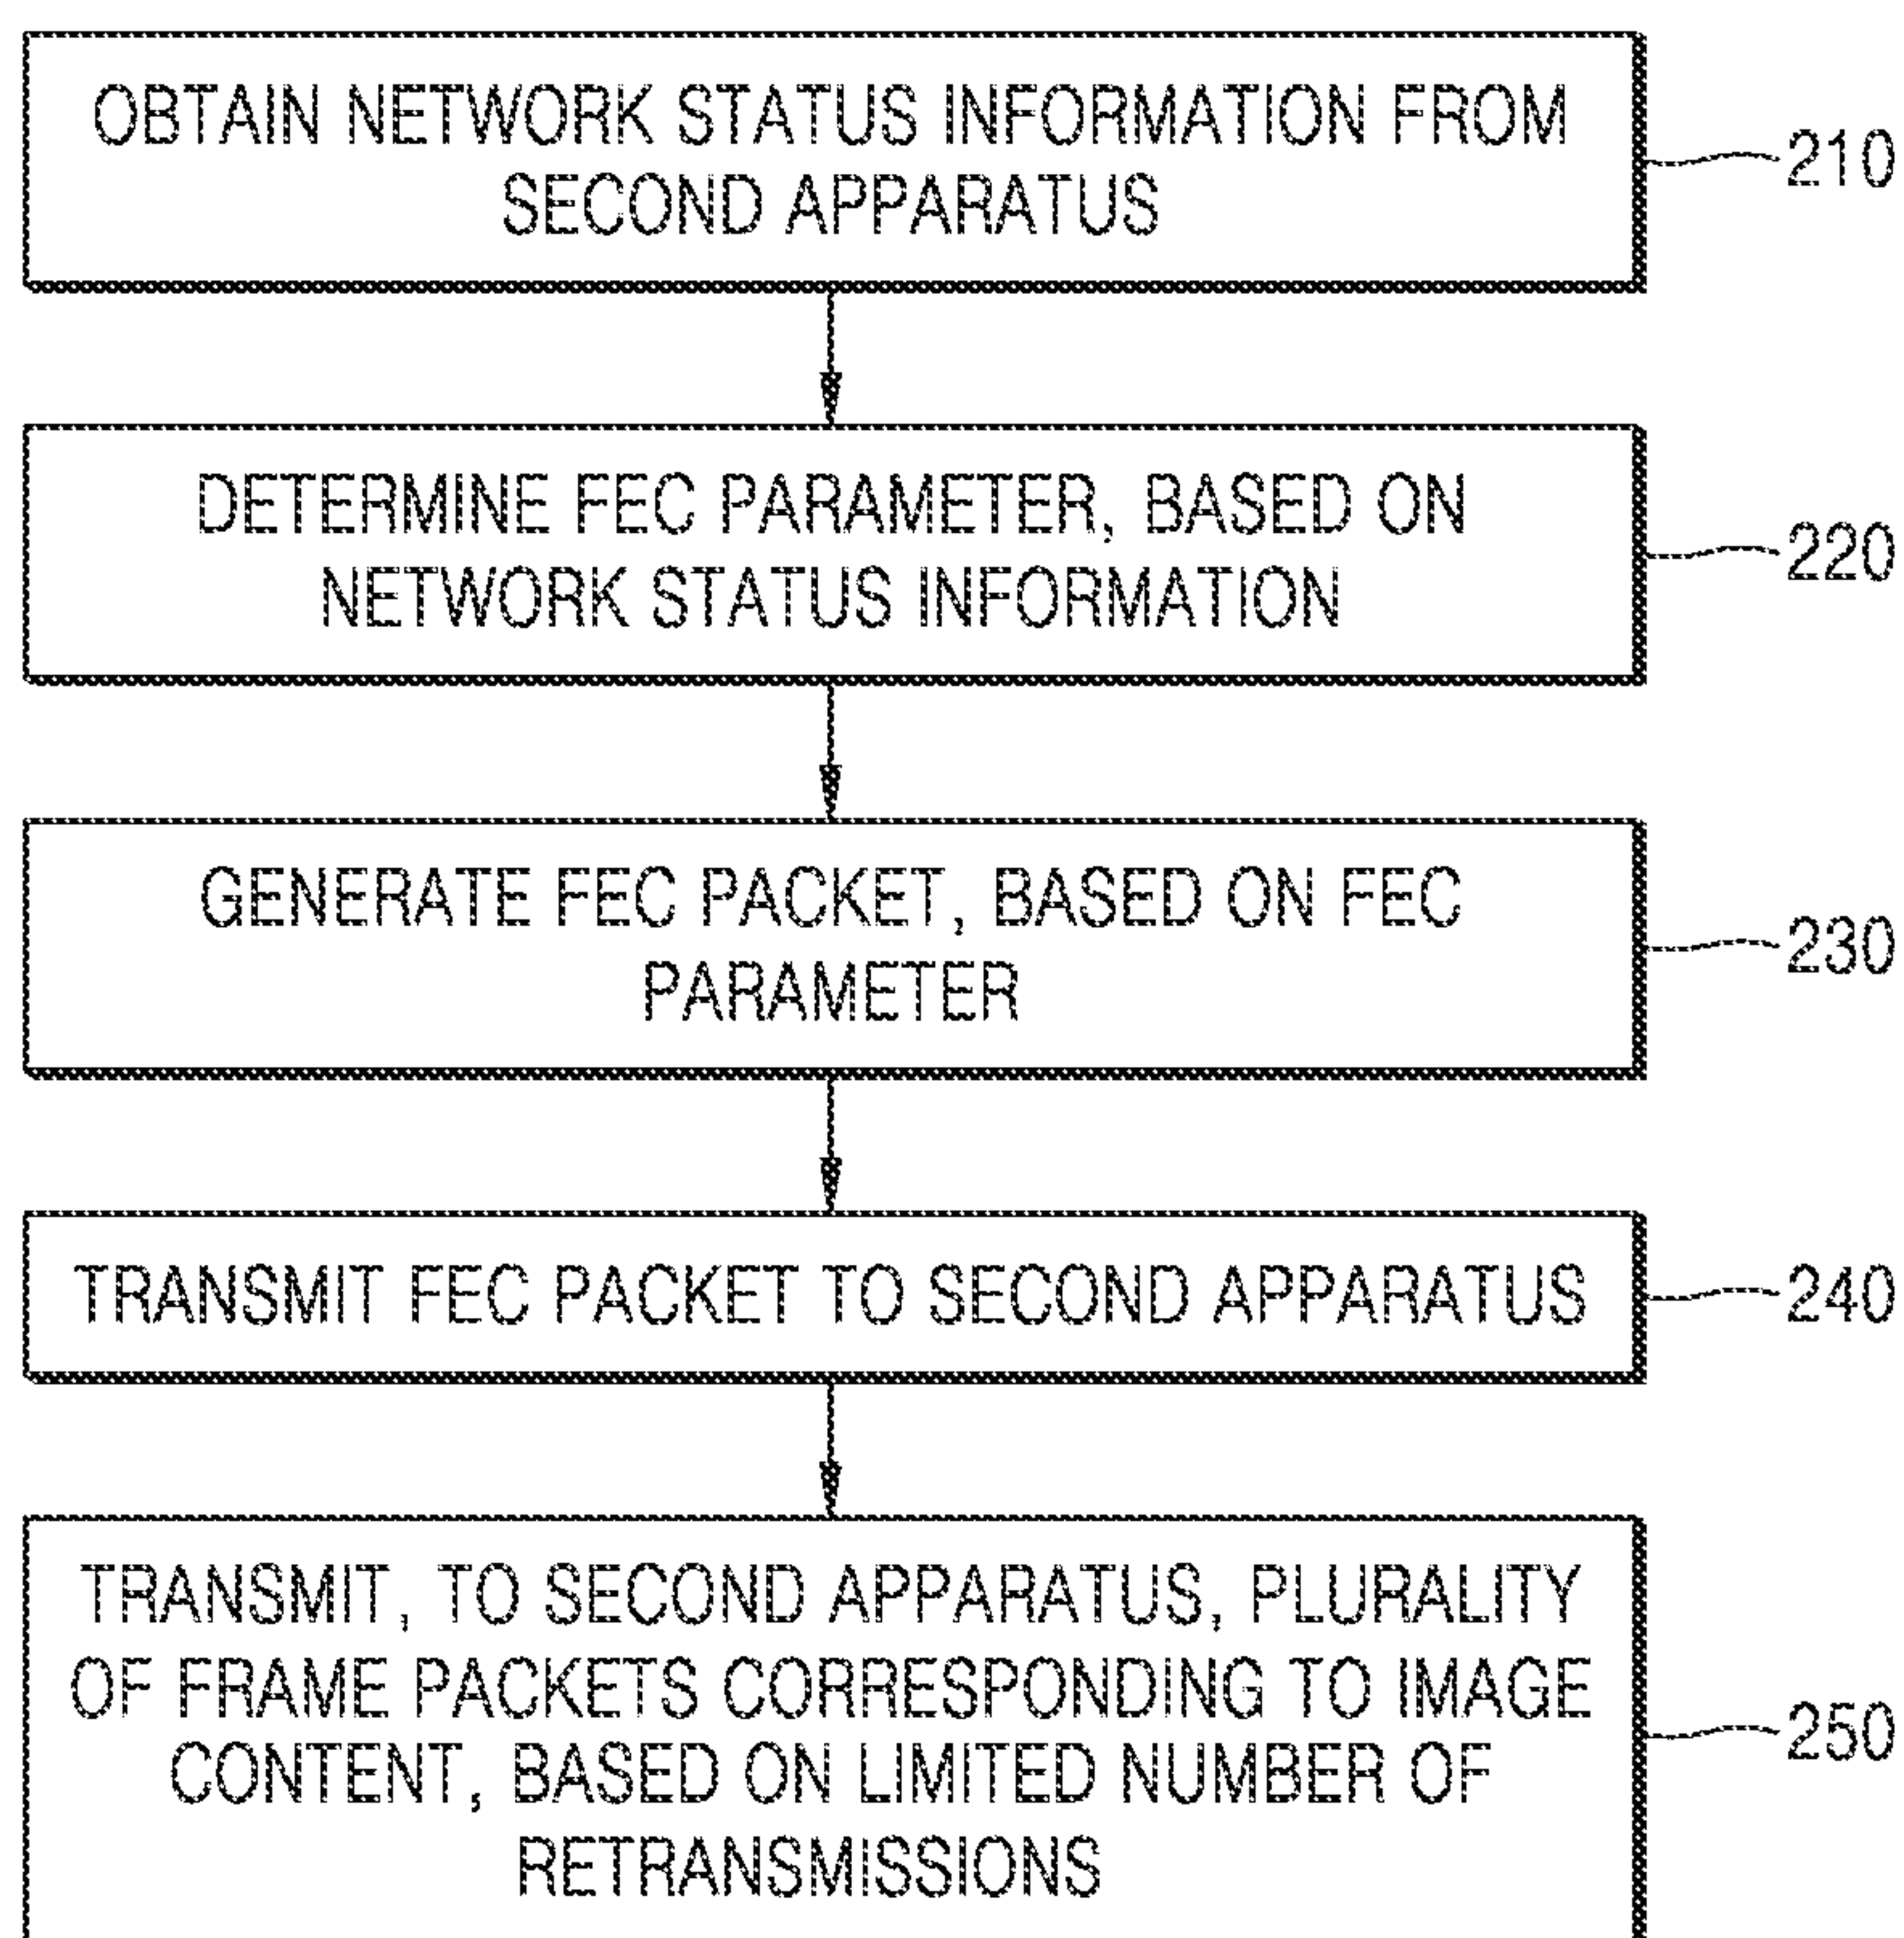 OBTAIN NETWORK STATUS INFORMATION FROM
SECOND APPARATUS
210
DETERMINE FEC PARAMETER, BASED ON
NETWORK STATUS INFORMATION
220
GENERATE FEC PACKET, BASED ON FEC
PARAMETER
230
TRANSMIT FEC PACKET TO SECOND APPARATUS
240
TRANSMIT, TO SECOND APPARATUS, PLURALITY
OF FRAME PACKETS CORRESPONDING TO IMAGE
CONTENT, BASED ON LIMITED NUMBER OF
RETRANSMISSIONS
250